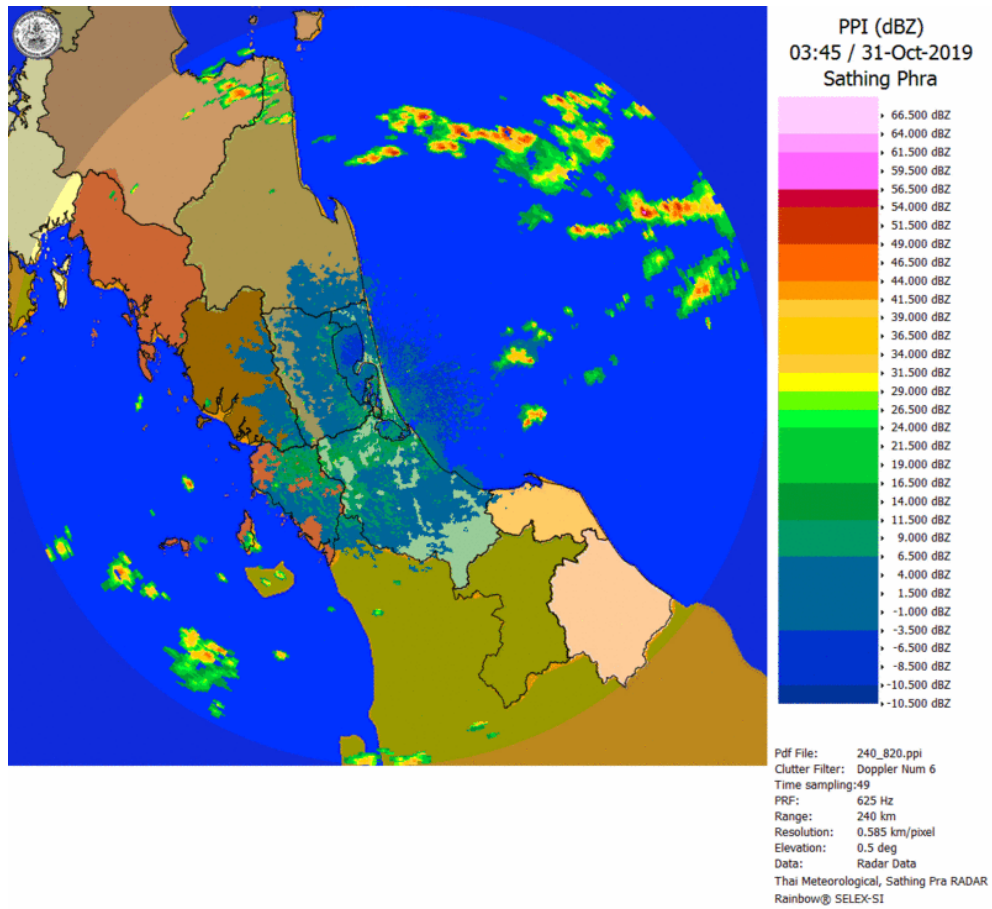 PPI (dBZ)
03:45 / 31-Oct-2019
Sathing Phra
66.500 dBZ
64.000 dBZ
61.500 dBZ
59.500 dBZ
56.500 dBZ
54.000 dBZ
51.500 dBZ
49.000 dBZ
46.500 dBZ
44.000 dBZ
41.500 dBZ
39.000 dBZ
36.500 dBZ
34.000 dBZ
31.500 dBZ
29.000 dBZ
26.500 dBZ
24.000 dBZ
21.500 dBZ
19.000 dBZ
16.500 dBZ
14.000 dBZ
11.500 dBZ
9.000 dBZ
6.500 dBZ
4.000 dBZ
1.500 dBZ
-1.000 dBZ
-3.500 dBZ
-6.500 dBZ
-8.500 dBZ
-10.500 dBZ
-10.500 dBZ
Pdf File: 240_820.ppi
Clutter Filter: Doppler Num 6
Time sampling:49
PRF: 625 Hz
Range: 240 km
Resolution: 0.585 km/pixel
Elevation: 0.5 deg
Data: Radar Data
Thai Meteorological, Sathing Pra RADAR
Rainbow® SELEX-SI